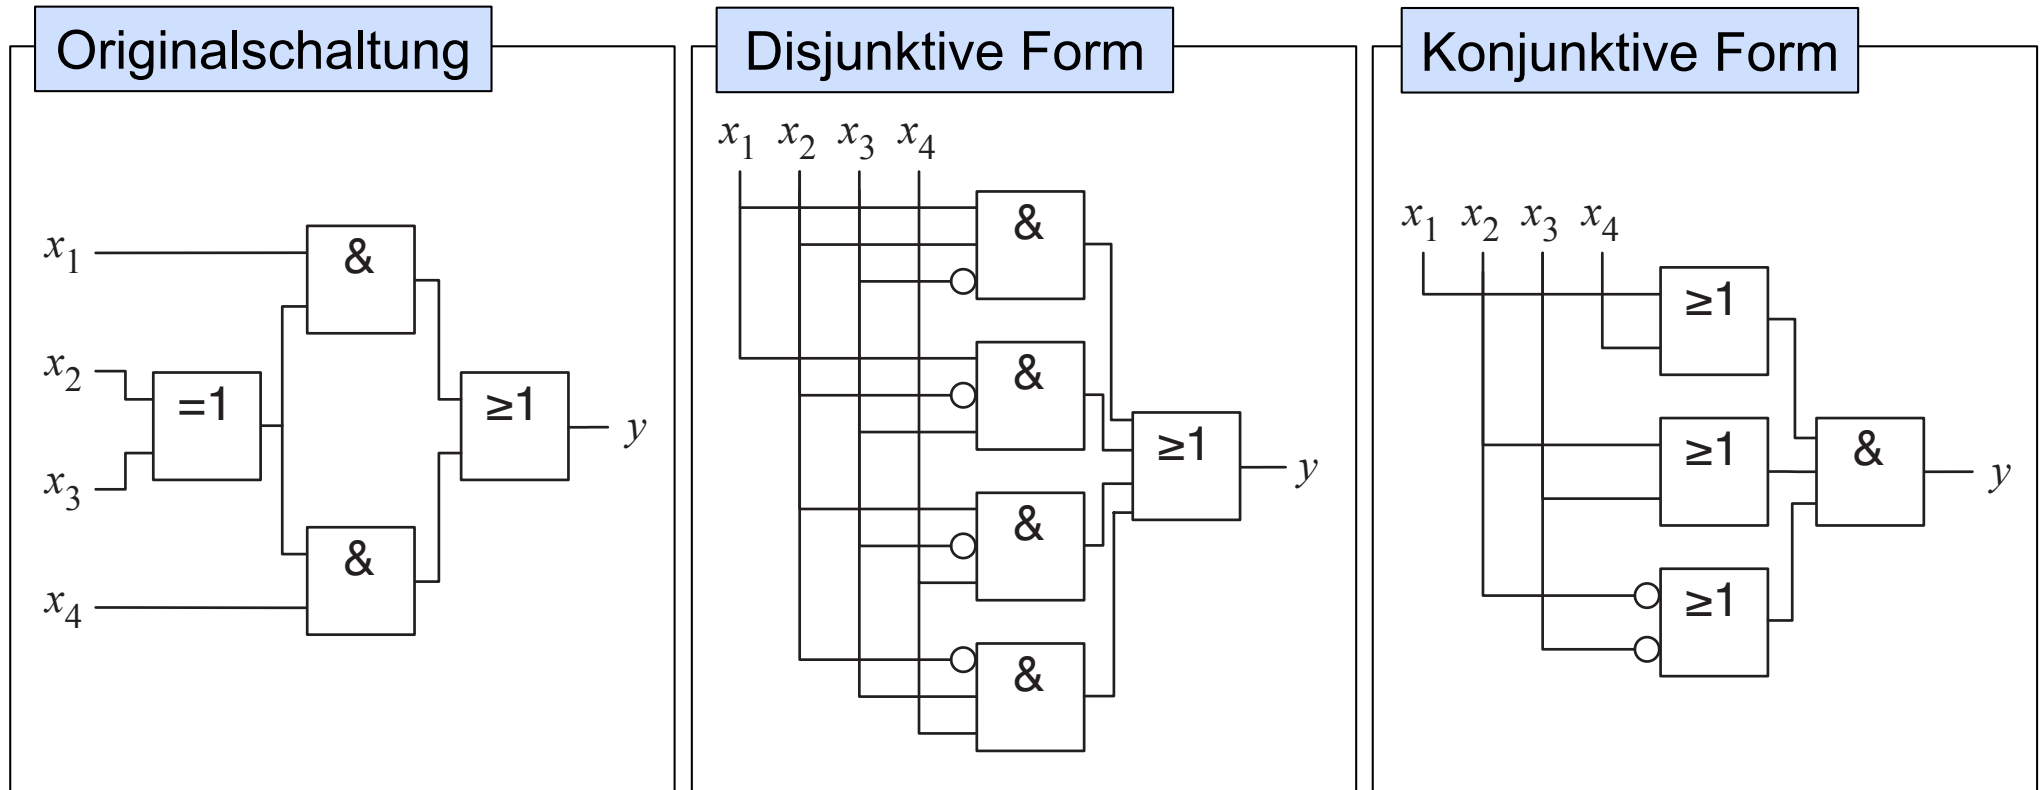 Originalschaltung
x1
x2
x3
x4
=1
&
&
≥1
y
Disjunktive Form
x1 x2 x3 x4
&
&
&
&
≥1
y
Konjunktive Form
x1 x2 x3 x4
≥1
≥1
≥1
&
y